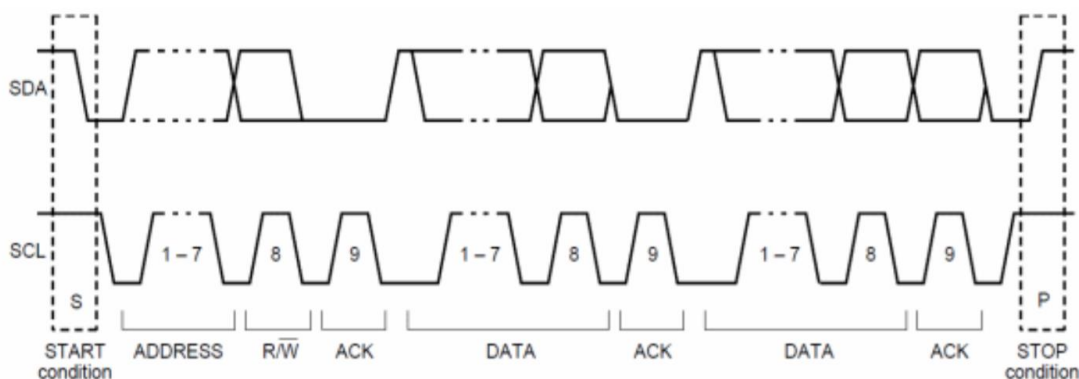 SDA
SCL
1 – 7 8 9 1 – 7 8 9 1 – 7 8 9
S P
START condition ADDRESS R/W̅ ACK DATA ACK DATA ACK STOP condition